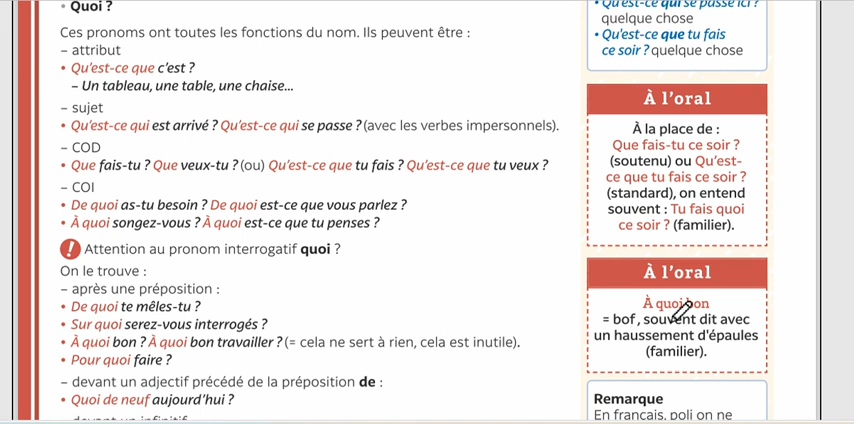 • Quoi ?
Ces pronoms ont toutes les fonctions du nom. Ils peuvent être :
– attribut
• Qu'est-ce que c'est ?
– Un tableau, une table, une chaise...
– sujet
• Qu'est-ce qui est arrivé ? Qu'est-ce qui se passe ? (avec les verbes impersonnels).
– COD
• Que fais-tu ? Que veux-tu ? (ou) Qu'est-ce que tu fais ? Qu'est-ce que tu veux ?
– COI
• De quoi as-tu besoin ? De quoi est-ce que vous parlez ?
• À quoi songez-vous ? À quoi est-ce que tu penses ?
! Attention au pronom interrogatif quoi ?
On le trouve :
– après une préposition :
• De quoi te mêles-tu ?
• Sur quoi serez-vous interrogés ?
• À quoi bon ? À quoi bon travailler ? (= cela ne sert à rien, cela est inutile).
• Pour quoi faire ?
– devant un adjectif précédé de la préposition de :
• Quoi de neuf aujourd'hui ?
• Qu'est-ce qui se passe ici ?
quelque chose
• Qu'est-ce que tu fais
ce soir ? quelque chose
À l'oral
À la place de :
Que fais-tu ce soir ?
(soutenu) ou Qu'est-
ce que tu fais ce soir ?
(standard), on entend
souvent : Tu fais quoi
ce soir ? (familier).
À l'oral
À quoi bon
= bof, souvent dit avec
un haussement d'épaules
(familier).
Remarque
En français, poli on ne